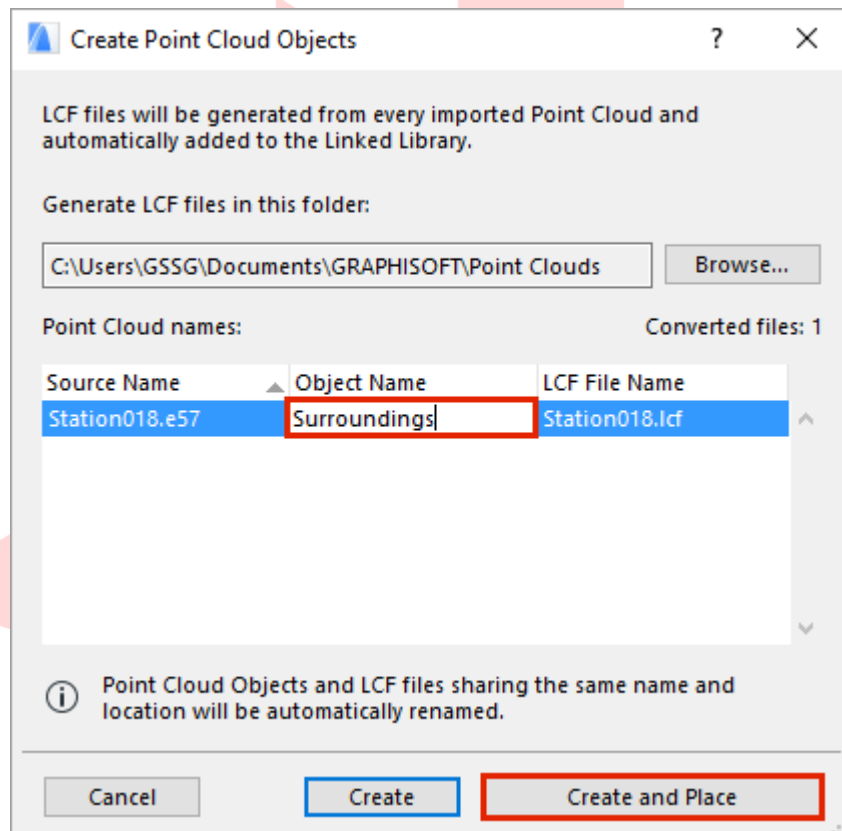 Create Point Cloud Objects ?
LCF files will be generated from every imported Point Cloud and
automatically added to the Linked Library.
Generate LCF files in this folder:
C:\Users\GSSG\Documents\GRAPHISOFT\Point Clouds Browse...
Point Cloud names: Converted files: 1
Source Name Object Name LCF File Name
Station018.e57 Surroundings Station018.lcf
Point Cloud Objects and LCF files sharing the same name and
location will be automatically renamed.
Cancel Create Create and Place